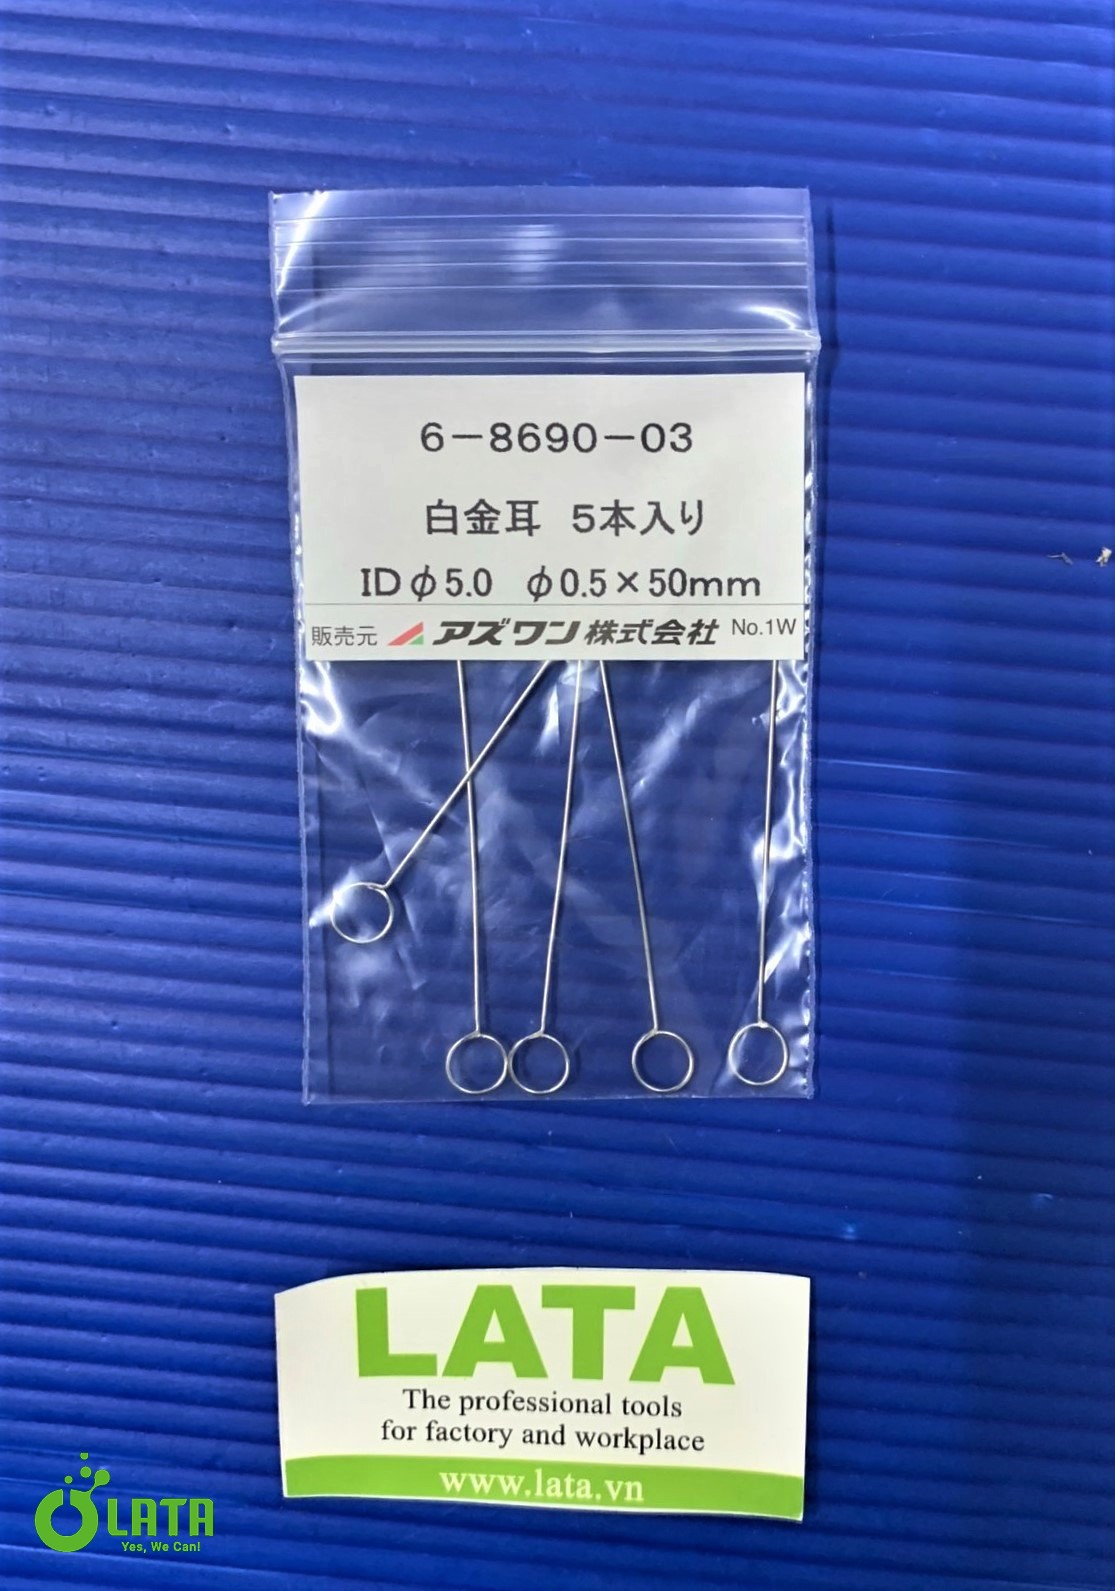 6-8690-03
白金耳 5本入り
IDφ5.0 φ0.5×50mm
販売元 アズワン株式会社 No.1W
LATA
The professional tools
for factory and workplace
www.lata.vn
LATA
Yes, We Can!